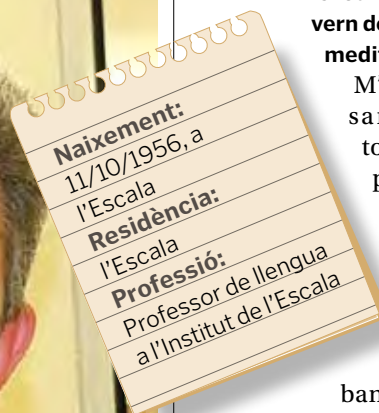 vern de
medit
M'
sar
to
p
Naixement:
11/10/1956, a
l'Escala
Residència:
l'Escala
Professió:
Professor de llengua
a l'Institut de l'Escala
ban